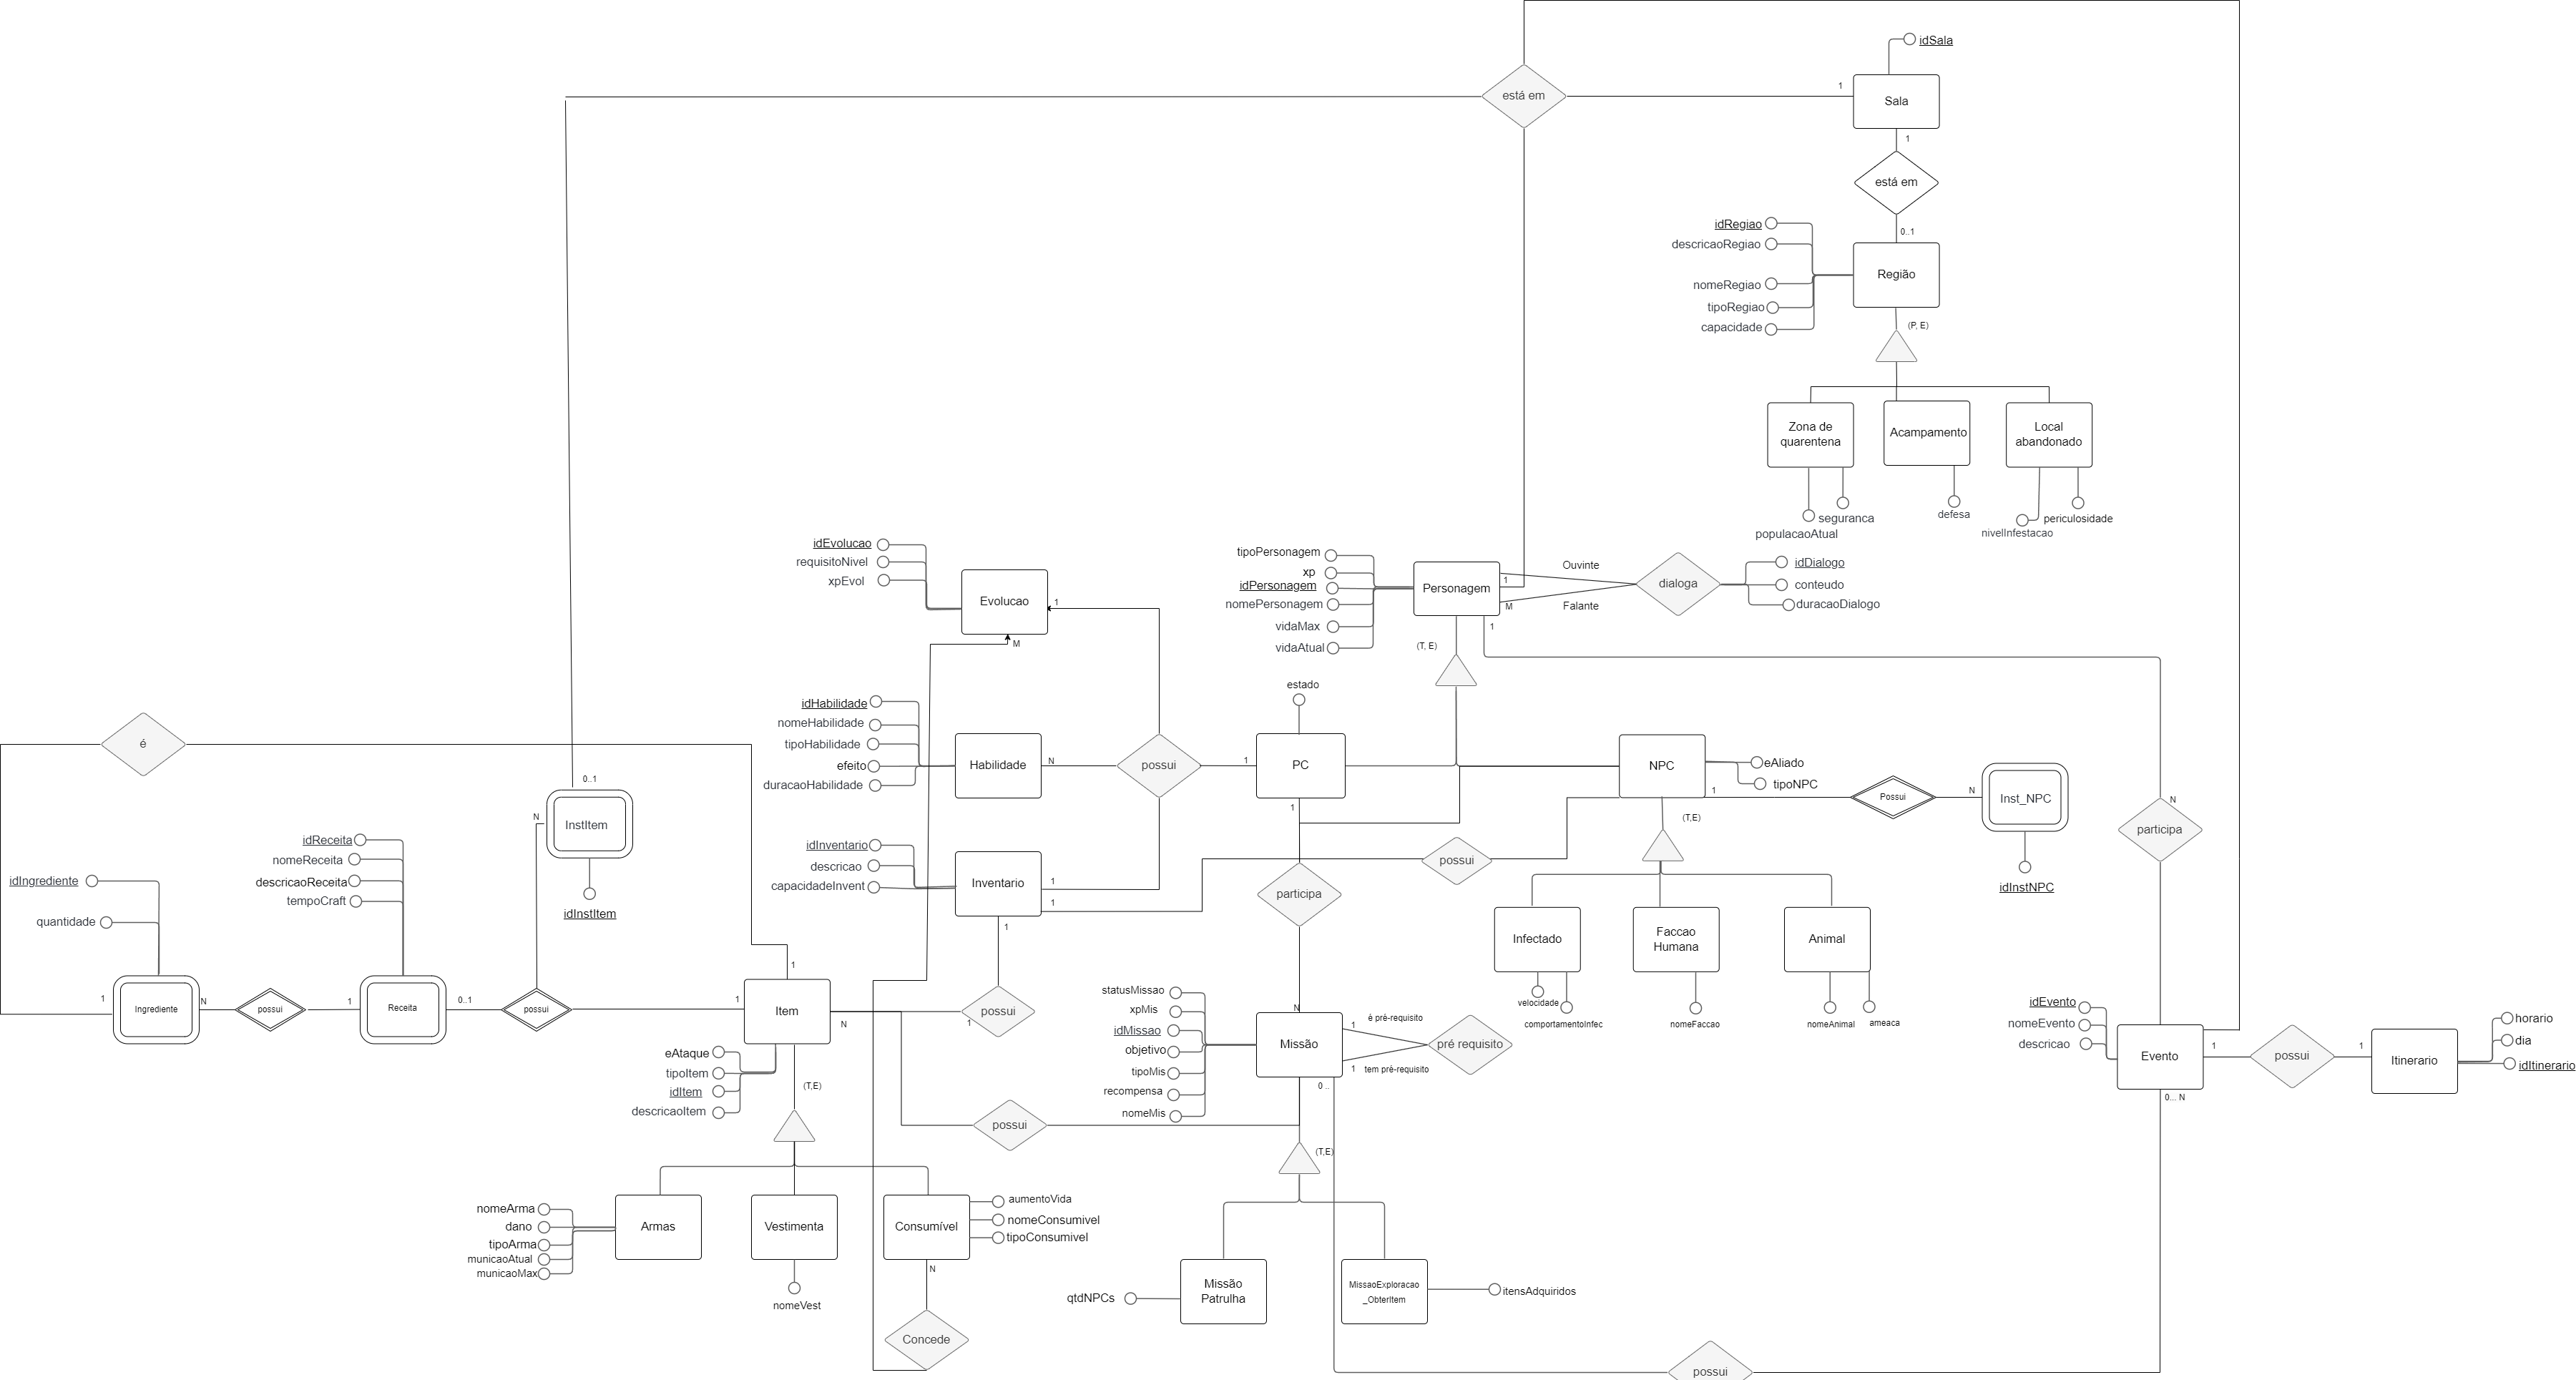 idSala
1
está em
Sala
1
está em
0..1
idRegiao
descricaoRegiao
nomeRegiao
tipoRegiao
capacidade
Região
(P, E)
Zona de
quarentena
Acampamento
Local
abandonado
seguranca
populacaoAtual
defesa
periculosidade
nivelInfestacao
idEvolucao
requisitoNivel
xpEvol
Evolucao
1
M
tipoPersonagem
xp
idPersonagem
nomePersonagem
vidaMax
vidaAtual
Personagem
1
M
1
Ouvinte
Falante
dialoga
idDialogo
conteudo
duracaoDialogo
(T, E)
estado
idHabilidade
nomeHabilidade
tipoHabilidade
efeito
duracaoHabilidade
Habilidade
N
possui
1
PC
1
NPC
eAliado
tipoNPC
1
Possui
N
Inst_NPC
idInstNPC
(T,E)
N
participa
é
0..1
InstItem
N
idInstItem
idReceita
nomeReceita
descricaoReceita
tempoCraft
idIngrediente
quantidade
idInventario
descricao
capacidadeInvent
Inventario
1
1
1
possui
participa
Infectado
Faccao
Humana
Animal
velocidade
comportamentoInfec
nomeFaccao
nomeAnimal
ameaca
1
Ingrediente
N
possui
1
Receita
0..1
possui
1
1
Item
N
possui
1
eAtaque
tipoItem
idItem
descricaoItem
(T,E)
possui
statusMissao
xpMis
idMissao
objetivo
tipoMis
recompensa
nomeMis
N
Missão
1
é pré-requisito
1
tem pré-requisito
pré requisito
0 ..
(T,E)
idEvento
nomeEvento
descricao
Evento
1
possui
1
Itinerario
horario
dia
idItinerario
0... N
nomeArma
dano
tipoArma
municaoAtual
municaoMax
Armas
Vestimenta
nomeVest
Consumível
aumentoVida
nomeConsumivel
tipoConsumivel
N
Concede
qtdNPCs
Missão
Patrulha
MissaoExploracao
_ObterItem
itensAdquiridos
possui